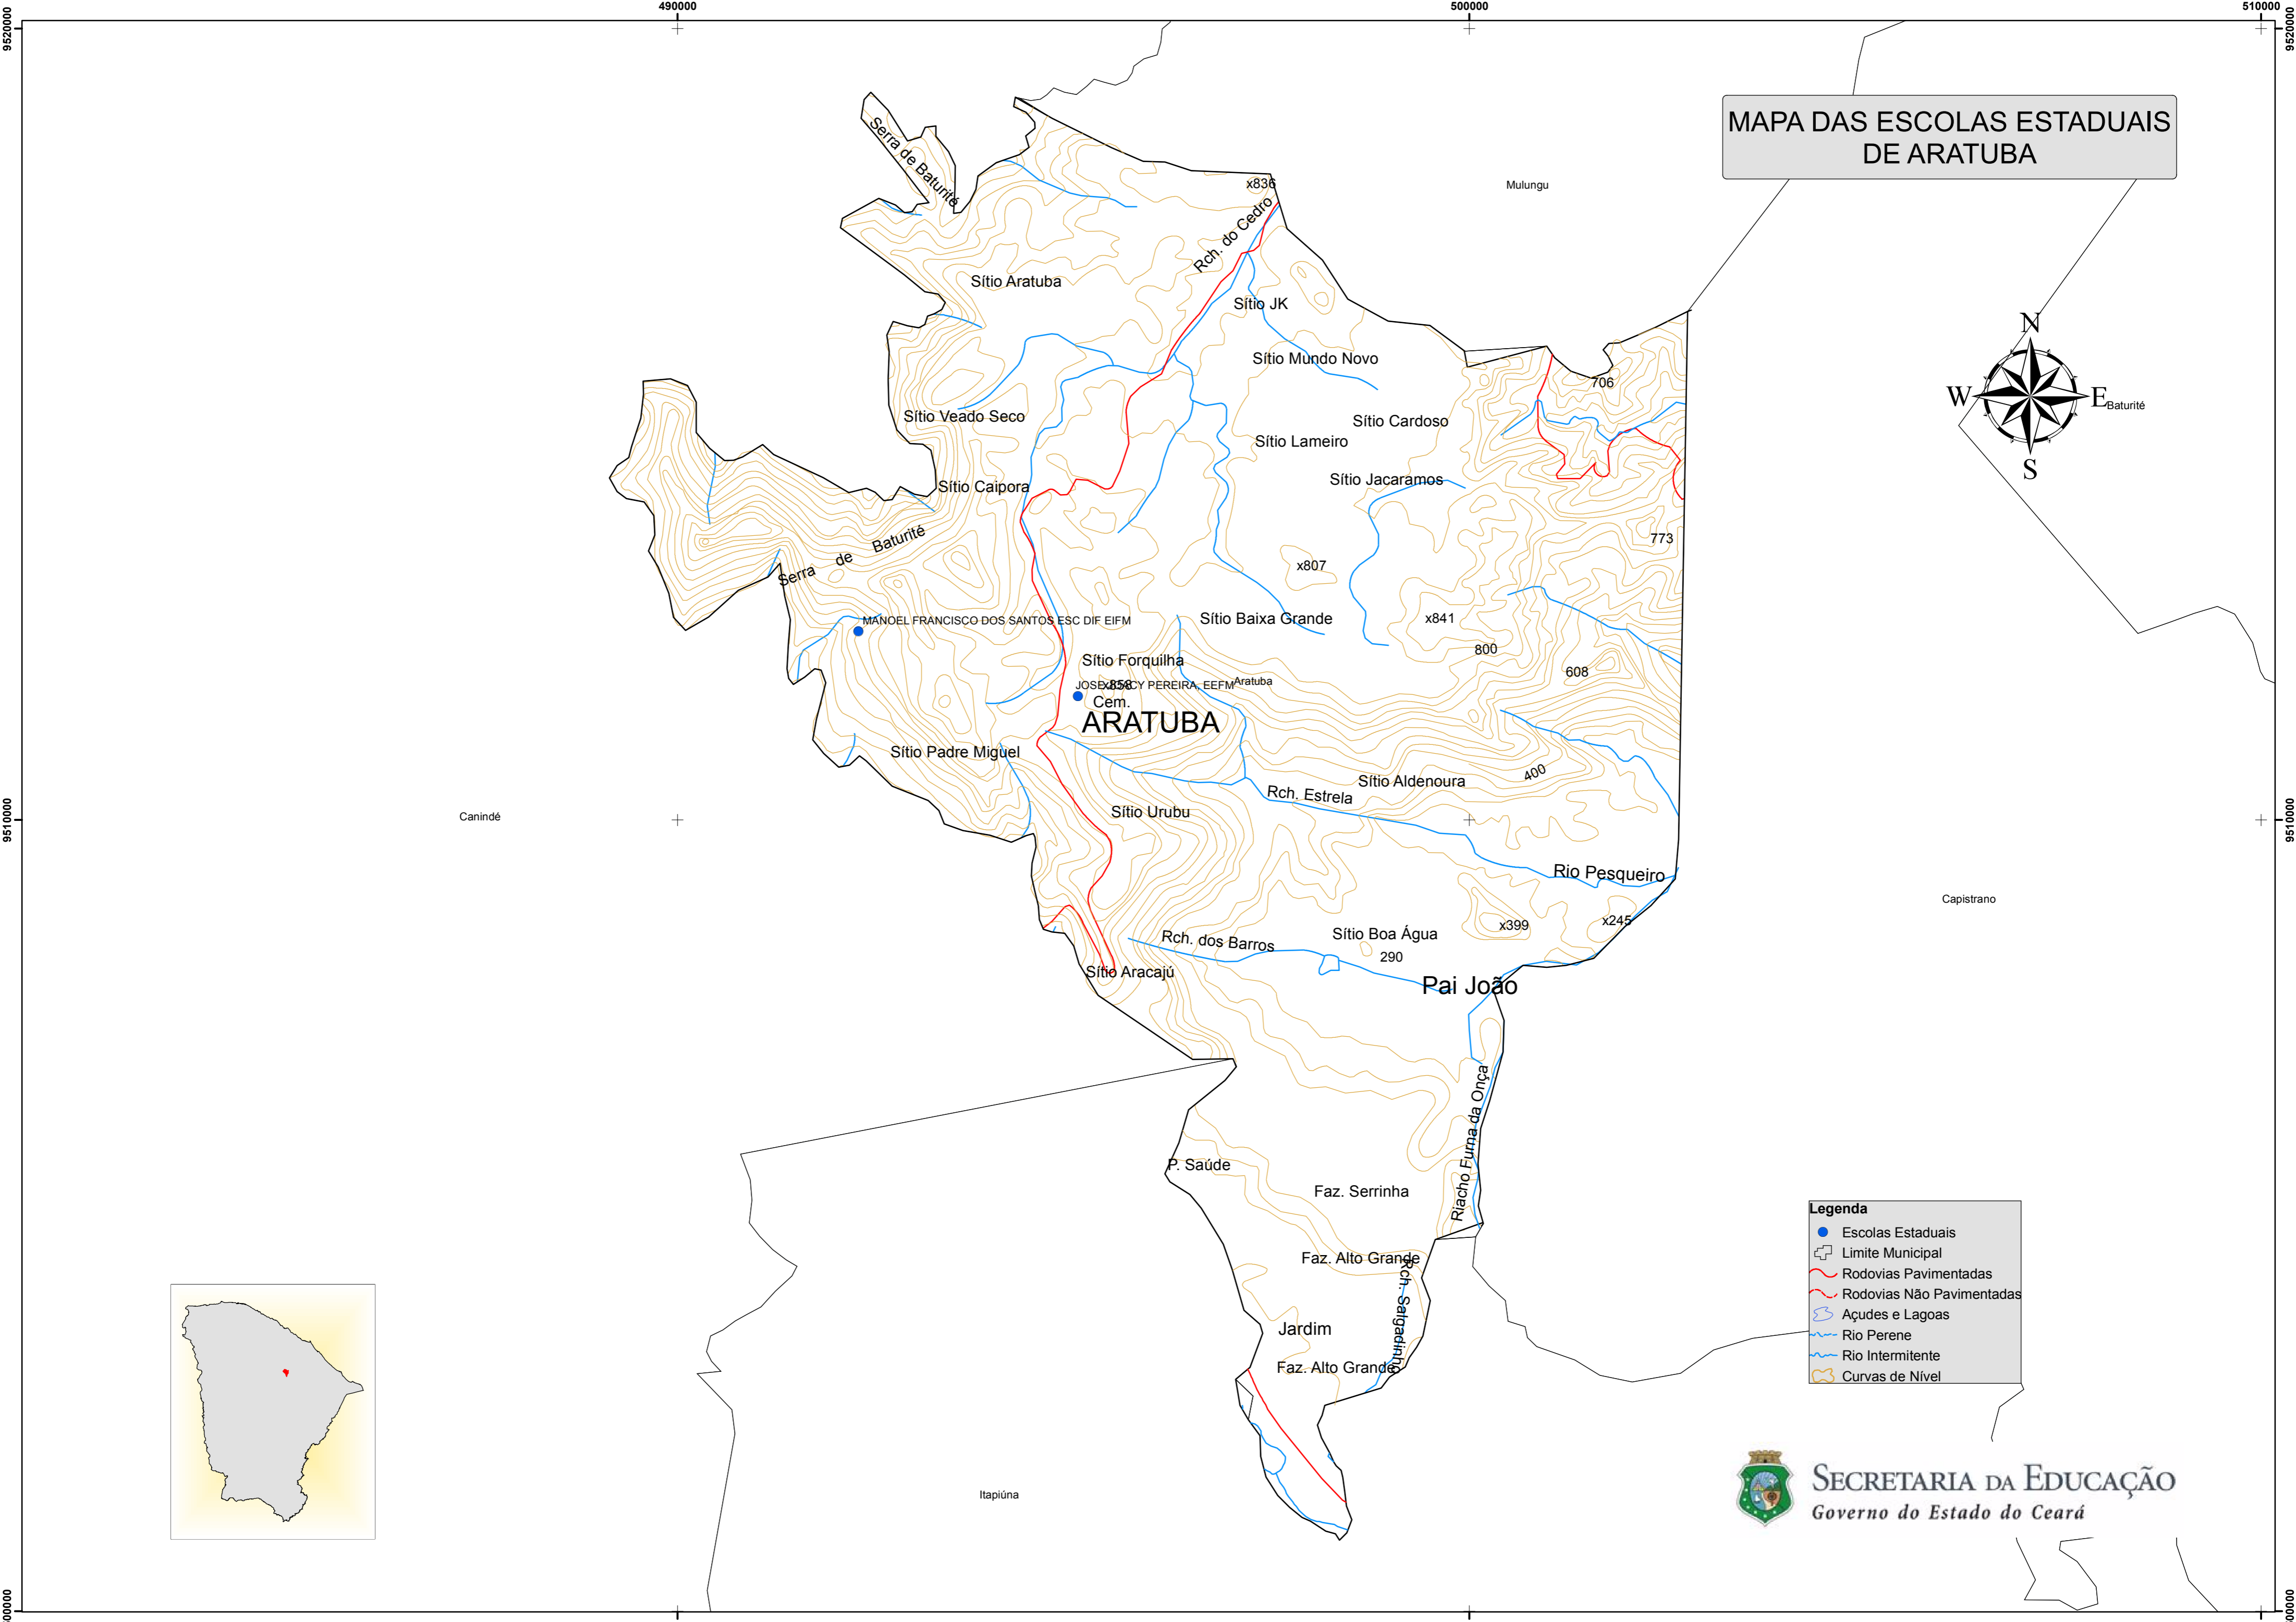 490000
500000
510000
9520000
9520000
MAPA DAS ESCOLAS ESTADUAIS
DE ARATUBA
Serra de Baturité
x836
Mulungu
Rch. do Cedro
Sítio Aratuba
Sítio JK
N
Sítio Mundo Novo
706
W
E
Baturité
Sítio Veado Seco
Sítio Cardoso
Sítio Lameiro
S
Sítio Jacaramos
Sítio Caipora
Serra de Baturité
773
x807
MANOEL FRANCISCO DOS SANTOS ESC DIF EIFM
Sítio Baixa Grande
x841
800
Sítio Forquilha
608
x858
PEREIRA, EEFM
Aratuba
Cem.
ARATUBA
Sítio Padre Miguel
400
Sítio Aldenoura
Rch. Estrela
Sítio Urubu
Canindé
9510000
9510000
Rio Pesqueiro
Capistrano
x245
x399
Sítio Boa Água
Rch. dos Barros
290
Sítio Aracajú
Pai João
Riacho Furna da Onça
P. Saúde
Faz. Serrinha
Faz. Alto Grande
Rch. Salgadinho
Jardim
Faz. Alto Grande
Legenda
Escolas Estaduais
Limite Municipal
Rodovias Pavimentadas
Rodovias Não Pavimentadas
Açudes e Lagoas
Rio Perene
Rio Intermitente
Curvas de Nível
Itapiúna
SECRETARIA DA EDUCAÇÃO
Governo do Estado do Ceará